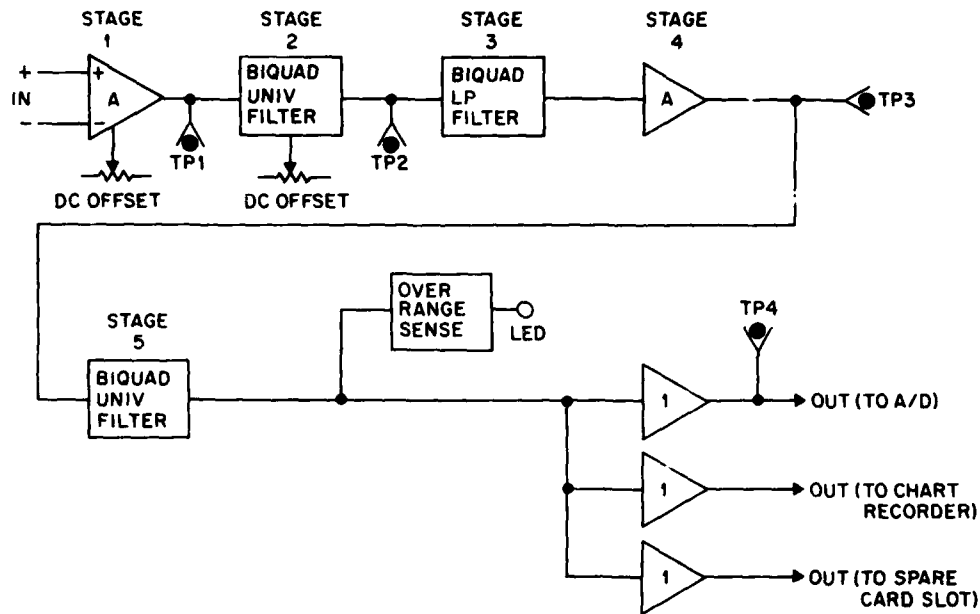 STAGE
1
STAGE
2
STAGE
3
STAGE
4
+
IN
-
+
-
A
BIQUAD
UNIV
FILTER
BIQUAD
LP
FILTER
A
TP1
TP2
TP3
DC OFFSET
DC OFFSET
STAGE
5
BIQUAD
UNIV
FILTER
OVER
RANGE
SENSE
LED
TP4
1
OUT (TO A/D)
1
OUT (TO CHART
RECORDER)
1
OUT (TO SPARE
CARD SLOT)